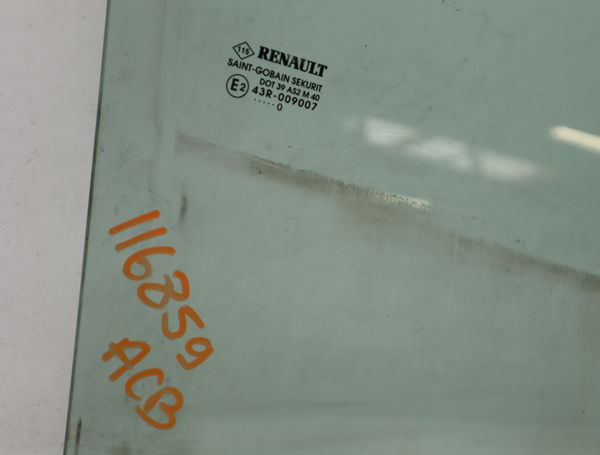 115 RENAULT
SAINT-GOBAIN SEKURIT
DOT 39 AS2 M 40
E2 43R-009007
.....0
116859
ACB